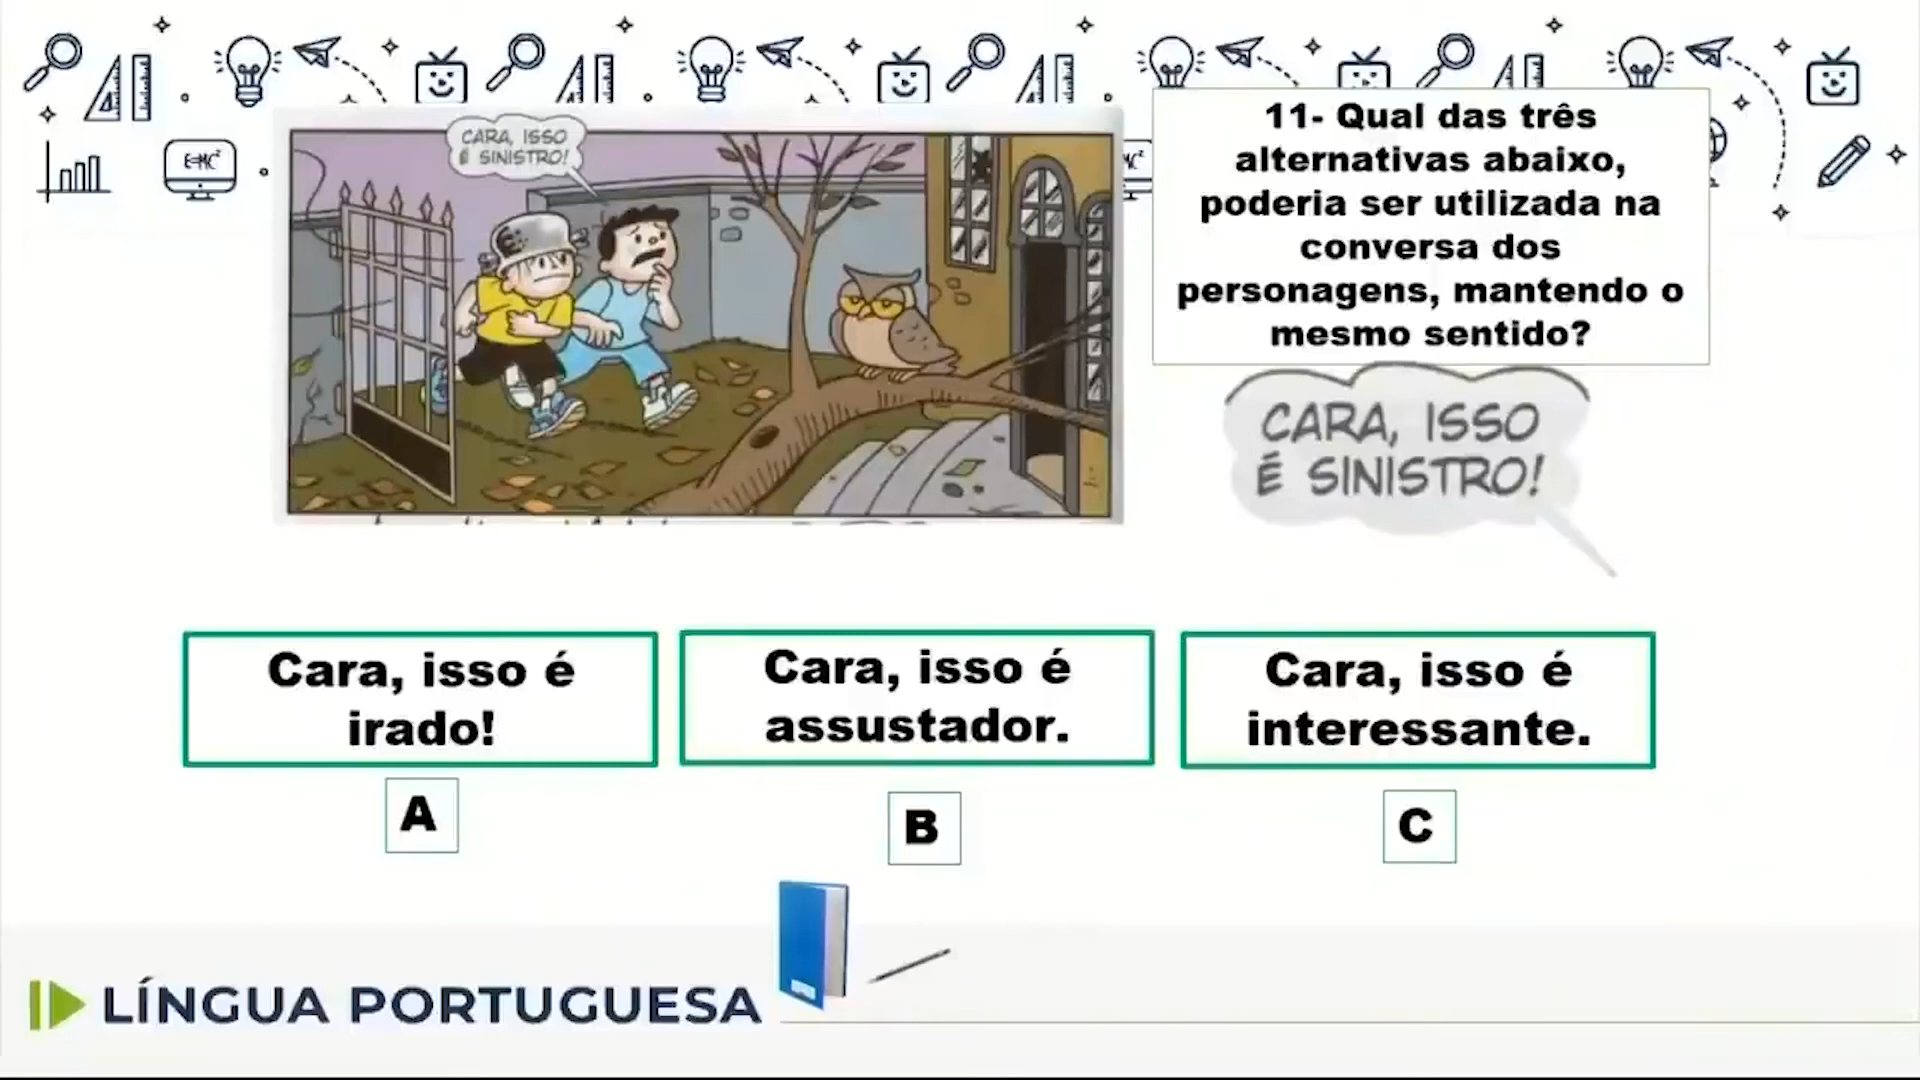 E=MC²
CARA, ISSO
É SINISTRO!
11- Qual das três
alternativas abaixo,
poderia ser utilizada na
conversa dos
personagens, mantendo o
mesmo sentido?
CARA, ISSO
É SINISTRO!
Cara, isso é
irado!
Cara, isso é
assustador.
Cara, isso é
interessante.
A
B
C
LÍNGUA PORTUGUESA